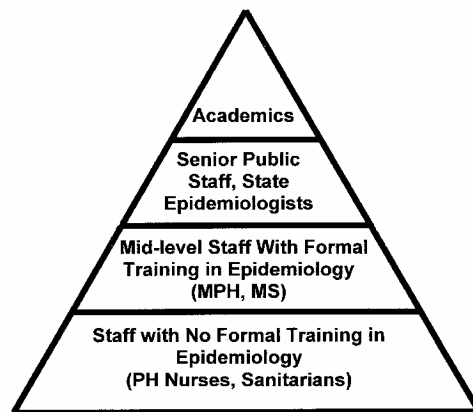 Academics
Senior Public
Staff, State
Epidemiologists
Mid-level Staff With Formal
Training in Epidemiology
(MPH, MS)
Staff with No Formal Training in
Epidemiology
(PH Nurses, Sanitarians)